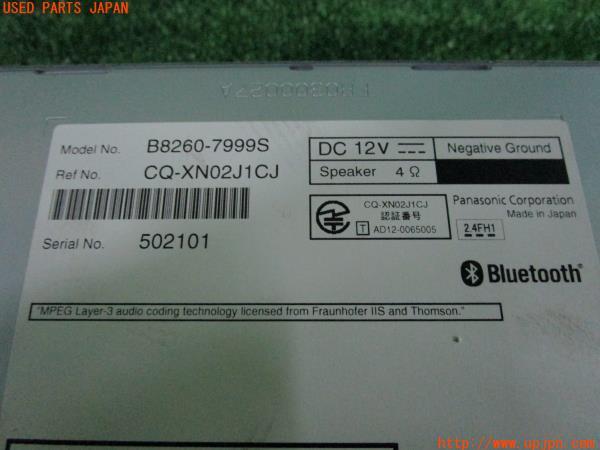 USED PARTS JAPAN
Model No. B8260-7999S
Ref No. CQ-XN02J1CJ
Serial No. 502101
DC 12V Negative Ground
Speaker 4 Ω
CQ-XN02J1CJ
認証番号
T AD12-0065005
Panasonic Corporation
Made in Japan
2.4FH1
Bluetooth®
"MPEG Layer-3 audio coding technology licensed from Fraunhofer IIS and Thomson."
http://www.upjpn.com/